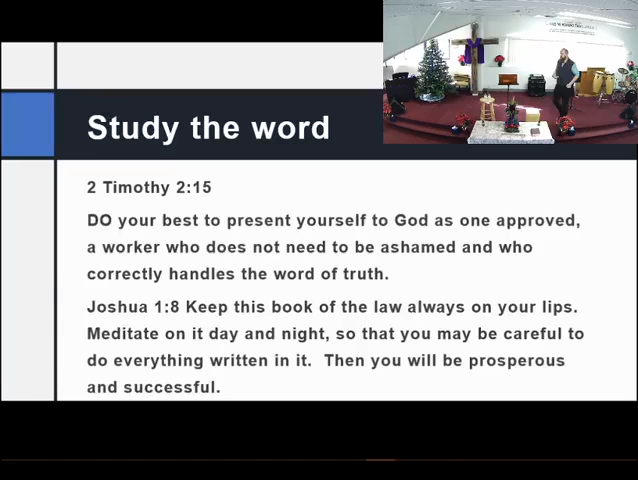 Study the word
2 Timothy 2:15
DO your best to present yourself to God as one approved,
a worker who does not need to be ashamed and who
correctly handles the word of truth.
Joshua 1:8 Keep this book of the law always on your lips.
Meditate on it day and night, so that you may be careful to
do everything written in it. Then you will be prosperous
and successful.